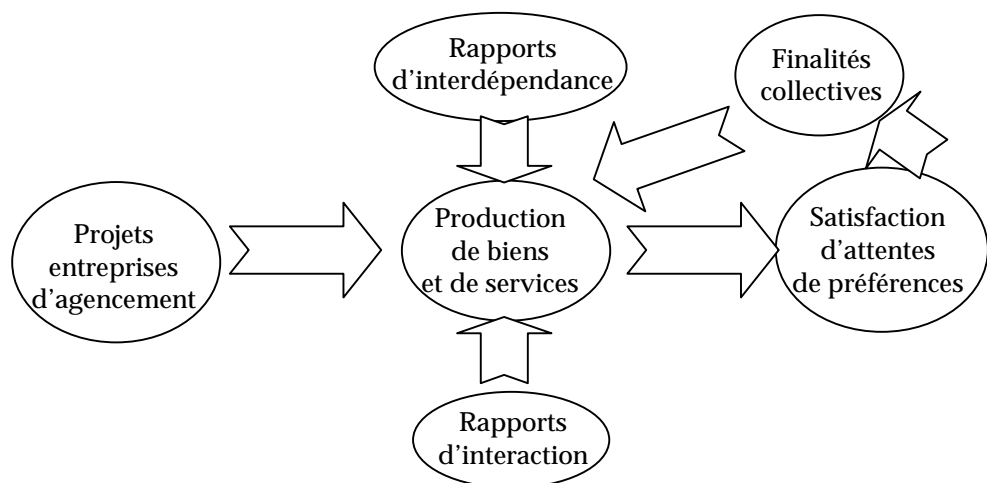 Rapports
d’interdépendance
Finalités
collectives
Projets
entreprises
d’agencement
Production
de biens
et de services
Satisfaction
d’attentes
de préférences
Rapports
d’interaction